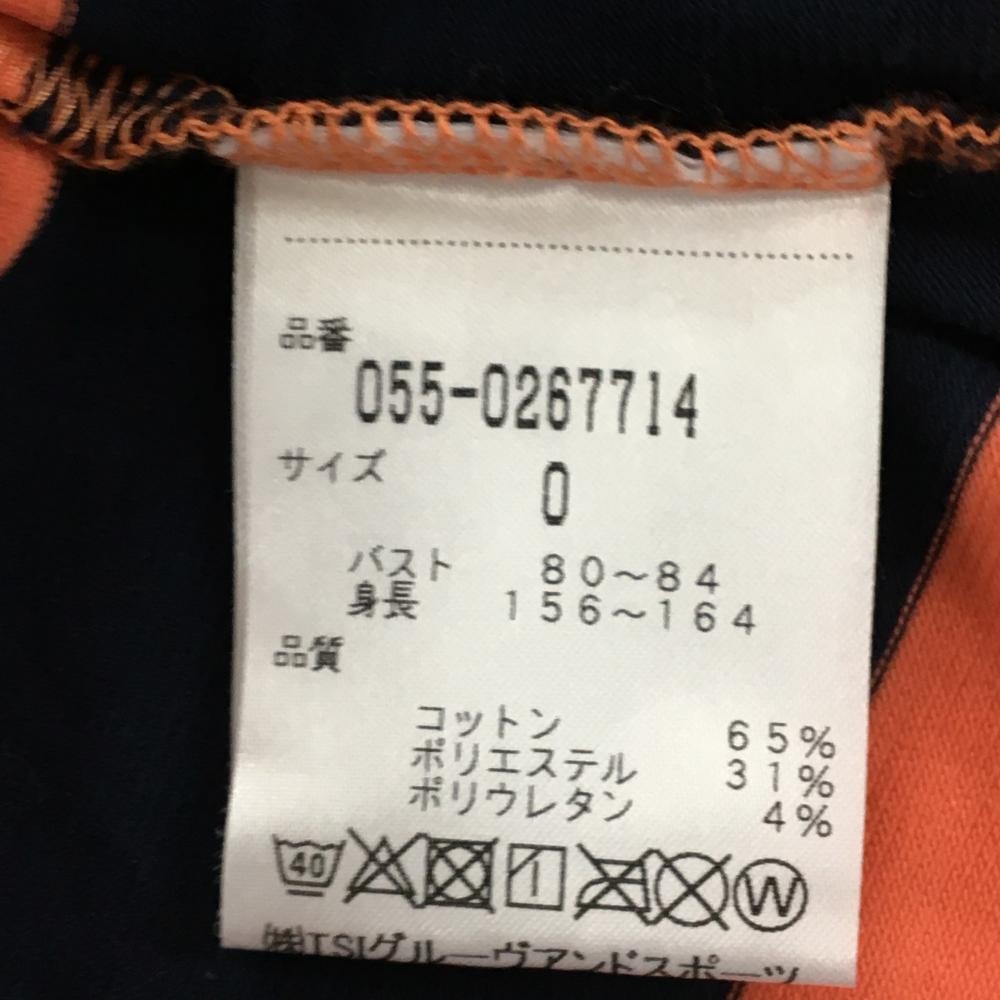 品番
055-0267714
サイズ
0
バスト 80~84
身長 156~164
品質
コットン 65%
ポリエステル 31%
ポリウレタン 4%
40 W
㈱TSIグルーヴアンドスポーツ